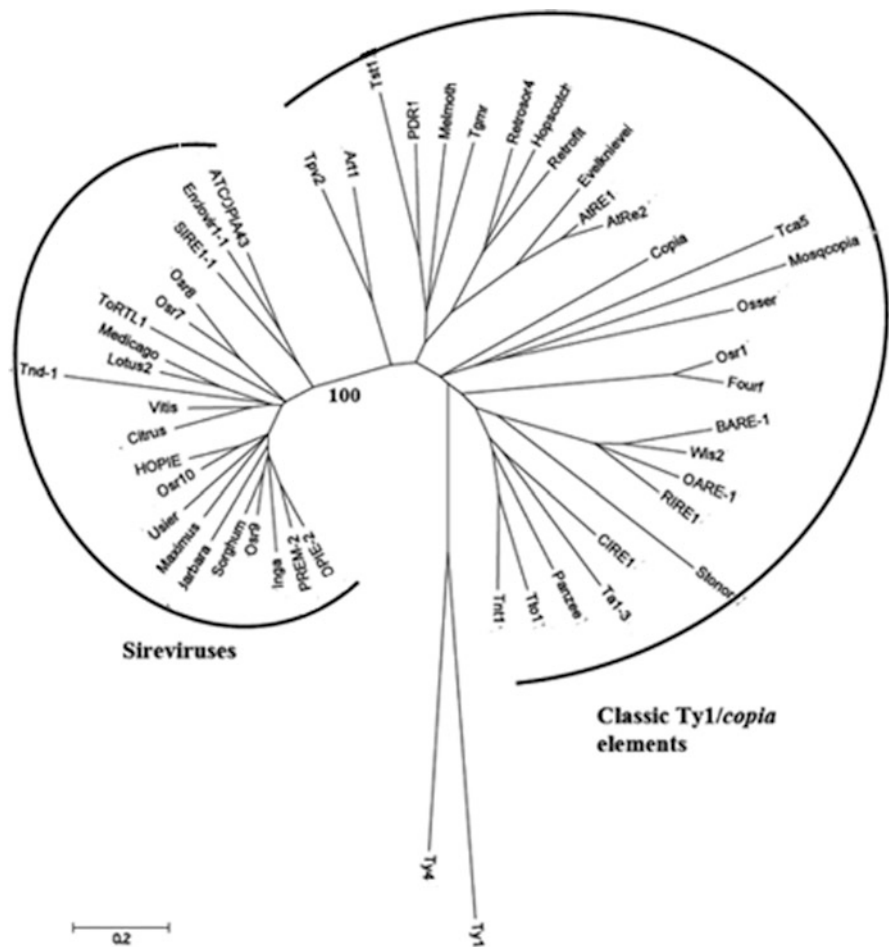 Tst1
PDR1
Melmoth
Tgmr
Retrosor4
Hopscotch
Retrofit
Evelknievel
AtRE1
AtRe2
Copia
Tca5
Mosqcopia
Osser
Osr1
Fourf
BARE-1
Wis2
OARE-1
RIRE1
Stonor
CIRE1
Ta1-3
Panzee
Tto1
Tnt1
Ty1
Ty4
Art1
Tpv2
ATCOPIA43
Endovir1-1
SIRE1-1
Osr8
Osr7
ToRTL1
Medicago
Lotus2
Tnd-1
Vitis
Citrus
HOPIE
Osr10
Usier
Maximus
Barbara
Sorghum
Osr9
Inga
PREM-2
OPIE-2
100
Sireviruses
Classic Ty1/copia
elements
0.2